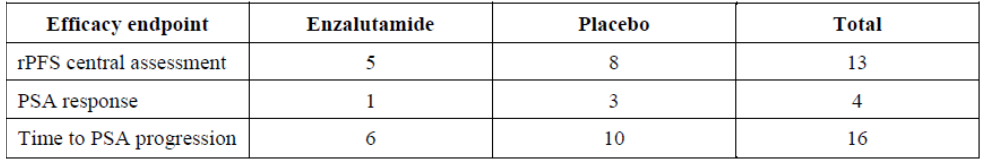 Efficacy endpoint Enzalutamide Placebo Total
rPFS central assessment 5 8 13
PSA response 1 3 4
Time to PSA progression 6 10 16